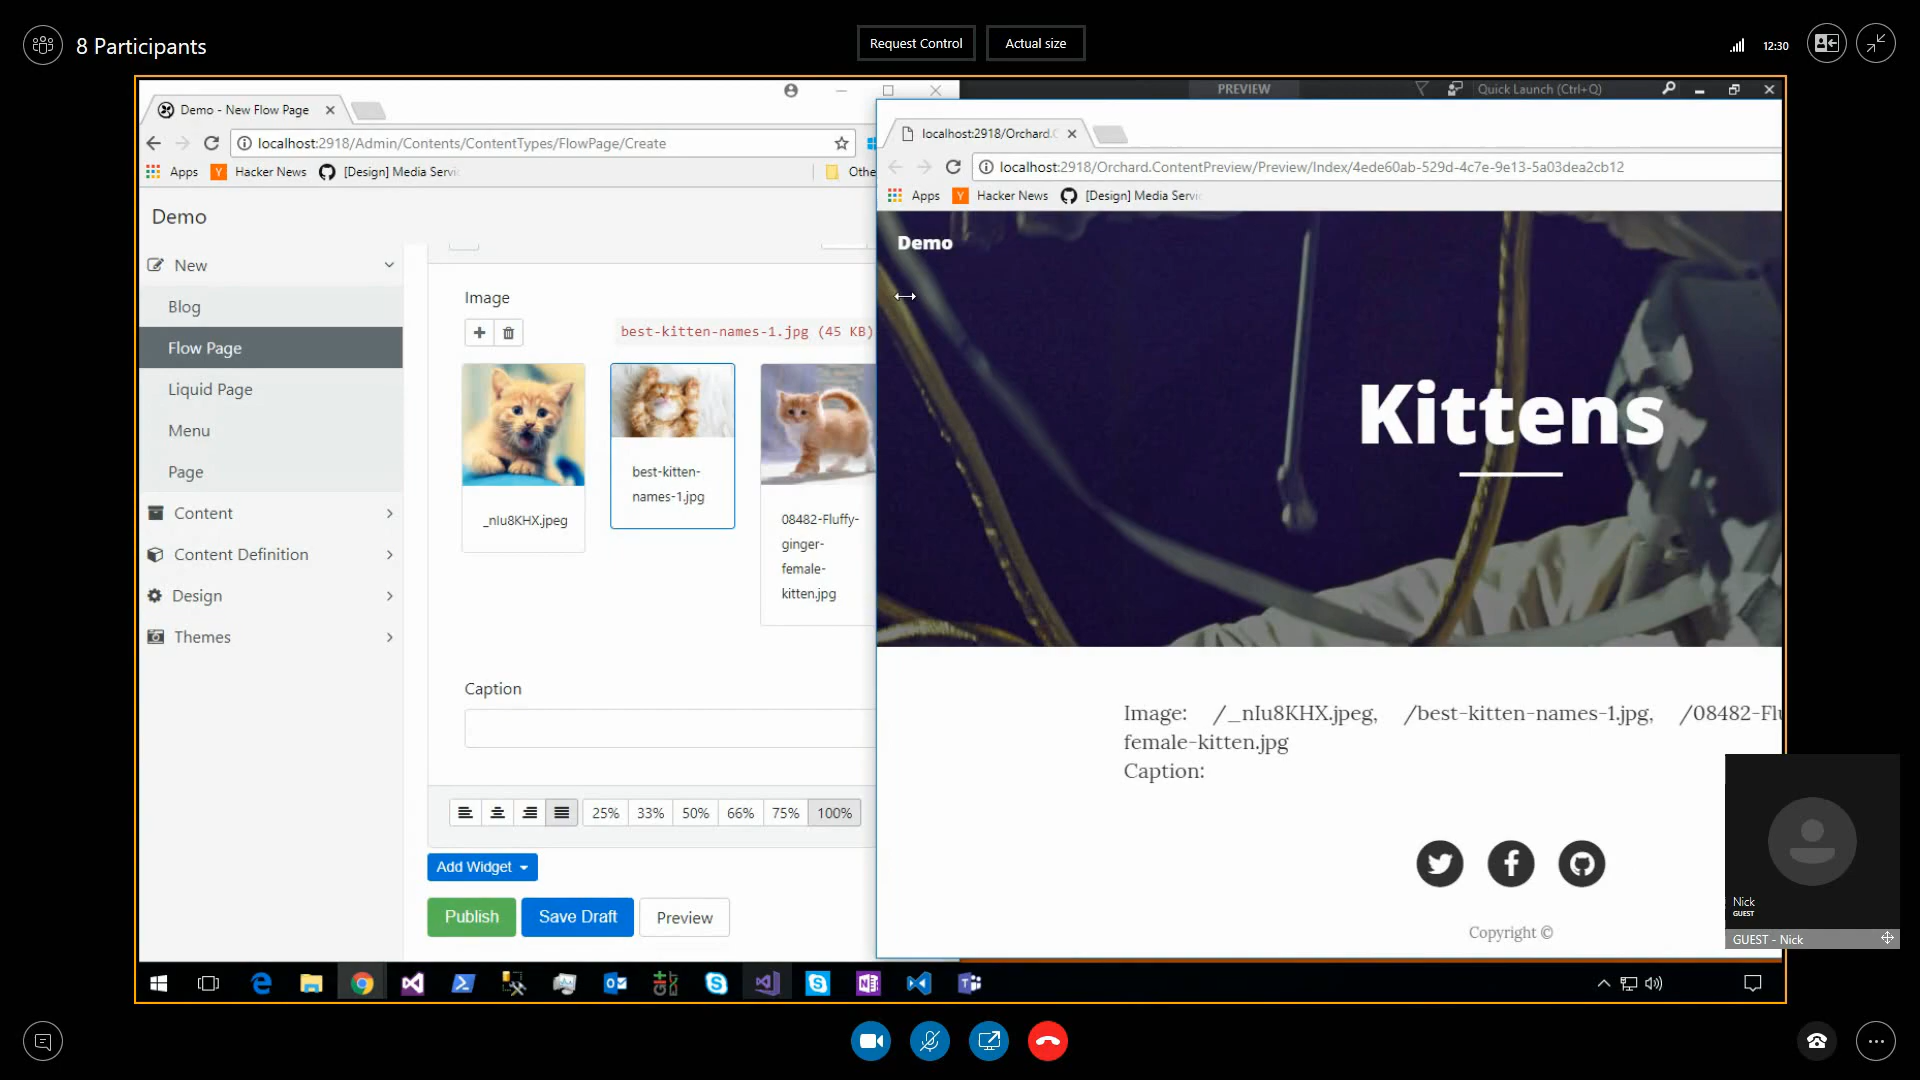 8 Participants
Request Control
Actual size
12:30
Demo - New Flow Page
localhost:2918/Admin/Contents/ContentTypes/FlowPage/Create
Apps
Hacker News
[Design] Media Servic
Othe
Demo
New
Blog
Flow Page
Liquid Page
Menu
Page
Content
Content Definition
Design
Themes
Image
best-kitten-names-1.jpg (45 KB)
_nIu8KHX.jpeg
best-kitten-
names-1.jpg
08482-Fluffy-
ginger-
female-
kitten.jpg
Caption
25%
33%
50%
66%
75%
100%
Add Widget
Publish
Save Draft
Preview
PREVIEW
Quick Launch (Ctrl+Q)
localhost:2918/Orchard.C
localhost:2918/Orchard.ContentPreview/Preview/Index/4ede60ab-529d-4c7e-9e13-5a03dea2cb12
Apps
Hacker News
[Design] Media Servic
Demo
Kittens
Image: /_nIu8KHX.jpeg, /best-kitten-names-1.jpg, /08482-Flu
female-kitten.jpg
Caption:
Copyright ©
Nick
GUEST
GUEST - Nick